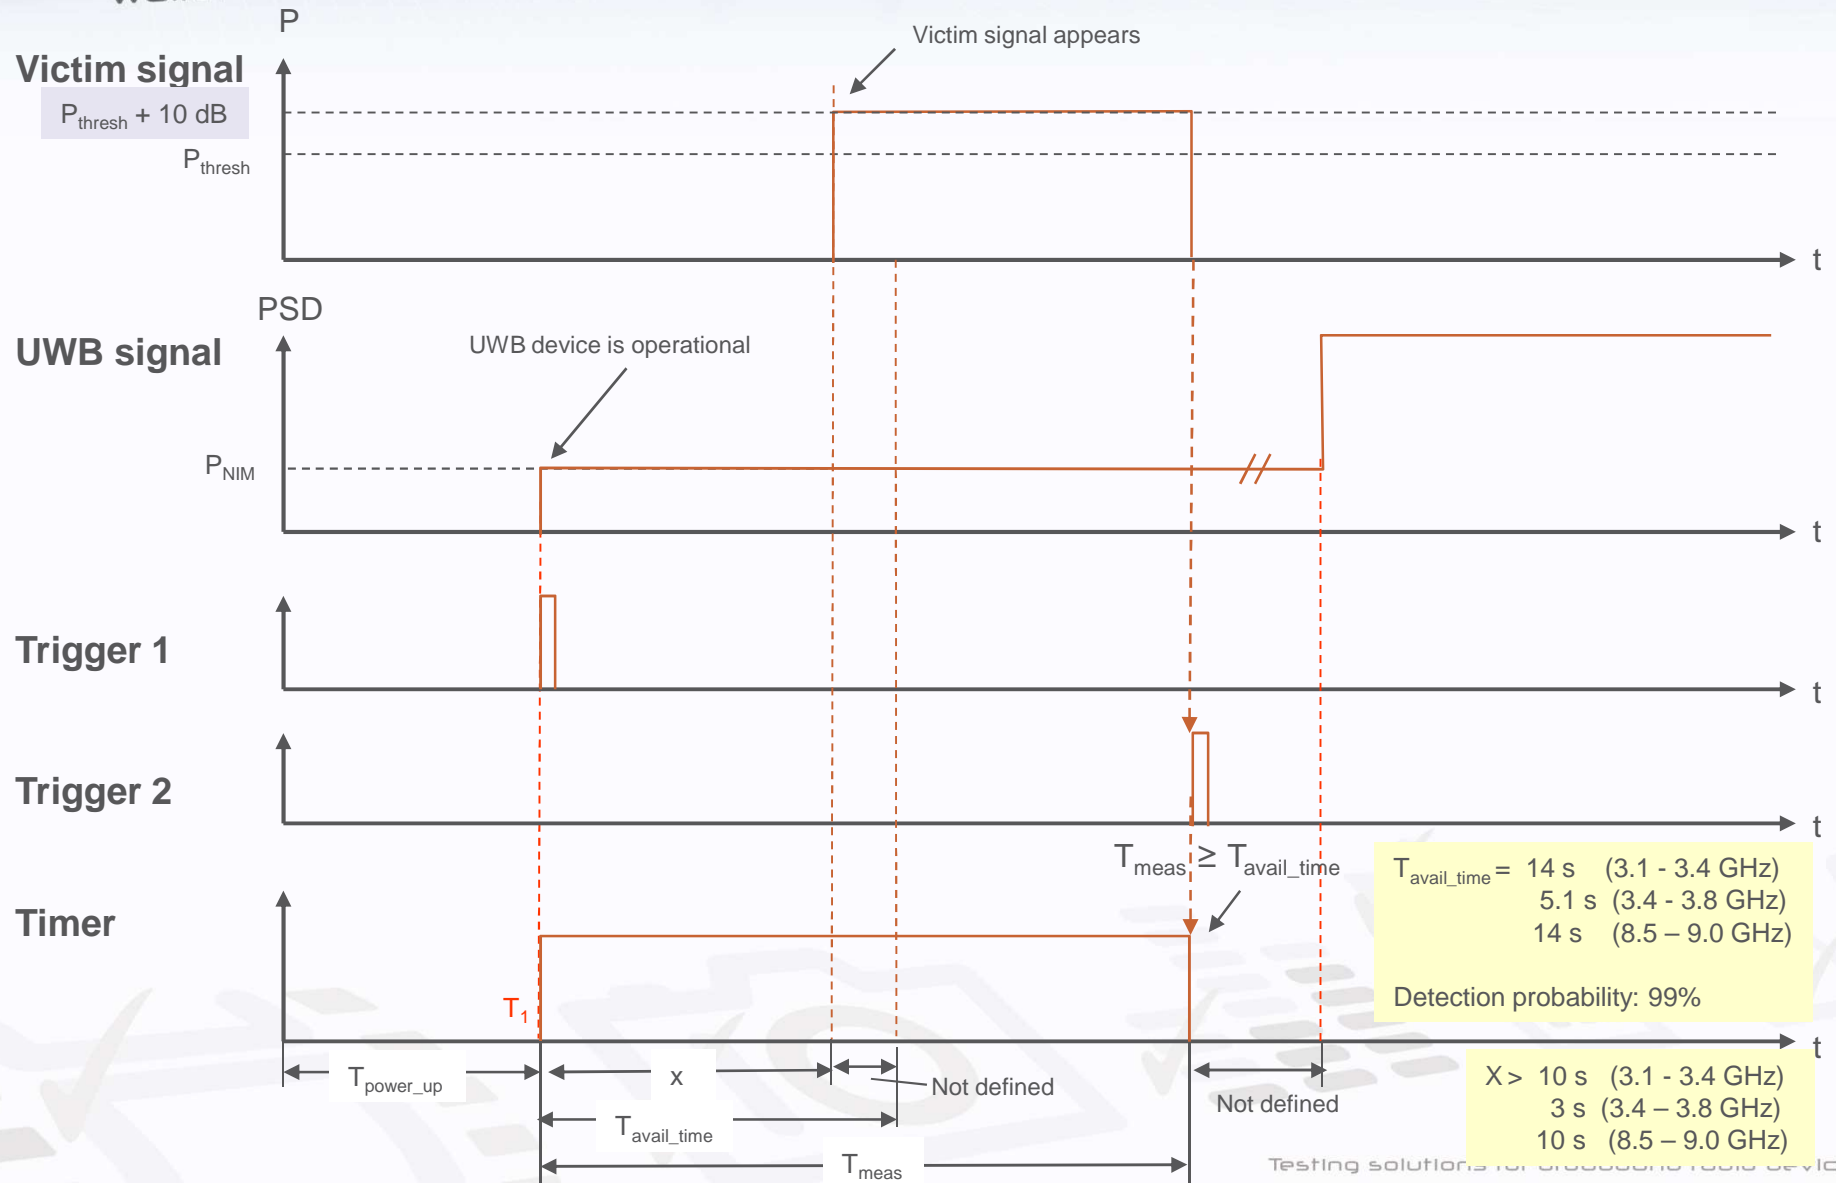 P
Victim signal appears
Victim signal
Pthresh + 10 dB
Pthresh
t
PSD
UWB signal
UWB device is operational
PNIM
t
Trigger 1
t
Trigger 2
t
Tmeas ≥ Tavail_time
Tavail_time = 14 s (3.1 - 3.4 GHz)
5.1 s (3.4 - 3.8 GHz)
14 s (8.5 – 9.0 GHz)
Detection probability: 99%
Timer
T1
t
Tpower_up
x
Not defined
Not defined
Tavail_time
Tmeas
X > 10 s (3.1 - 3.4 GHz)
3 s (3.4 – 3.8 GHz)
10 s (8.5 – 9.0 GHz)
Testing solutions